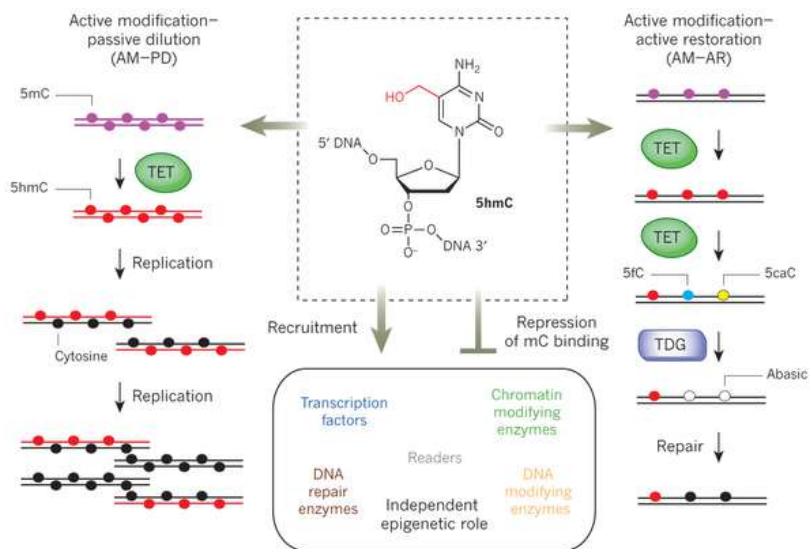 Active modification–
passive dilution
(AM–PD)
5mC
TET
5hmC
Replication
Cytosine
Replication
NH2
HO
N
N
O
5′ DNA
O
O
5hmC
O
O=P–O
O–
DNA 3′
Recruitment
Repression
of mC binding
Transcription
factors
Chromatin
modifying
enzymes
Readers
DNA
repair
enzymes
Independent
epigenetic role
DNA
modifying
enzymes
Active modification–
active restoration
(AM–AR)
TET
TET
5fC
5caC
TDG
Abasic
Repair